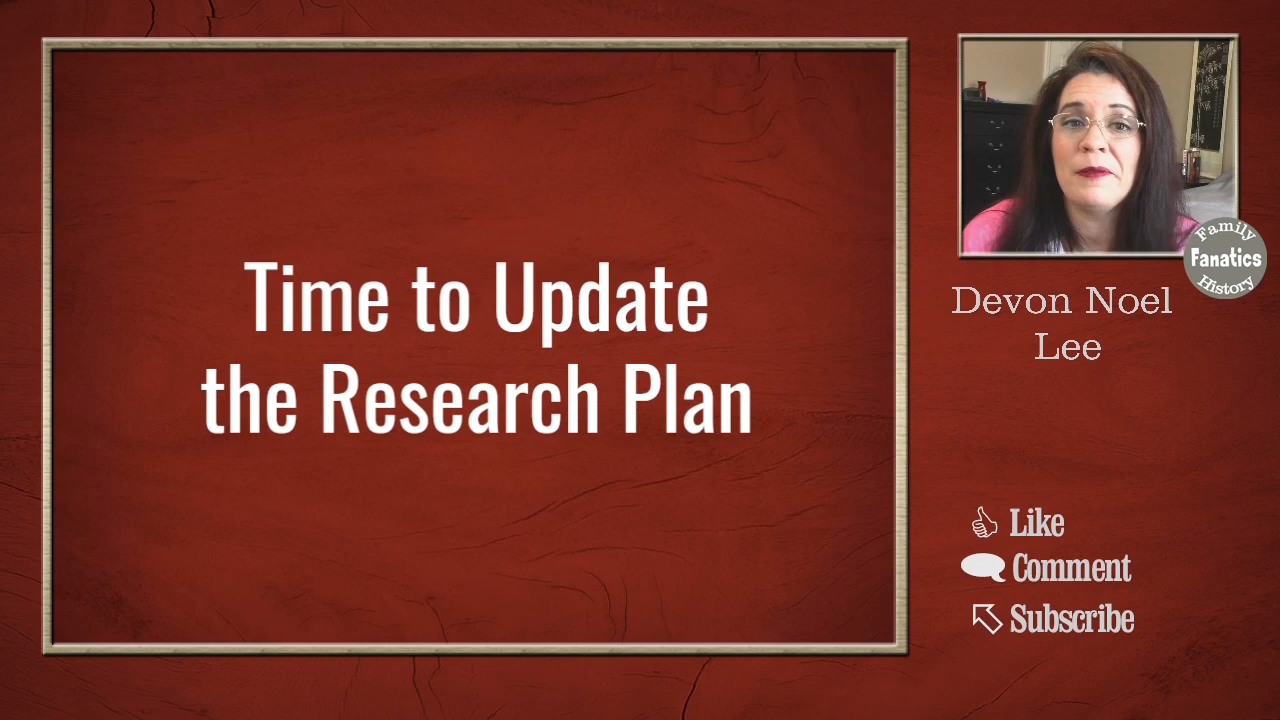 Time to Update
the Research Plan
Family
Fanatics
History
Devon Noel
Lee
Like
Comment
Subscribe